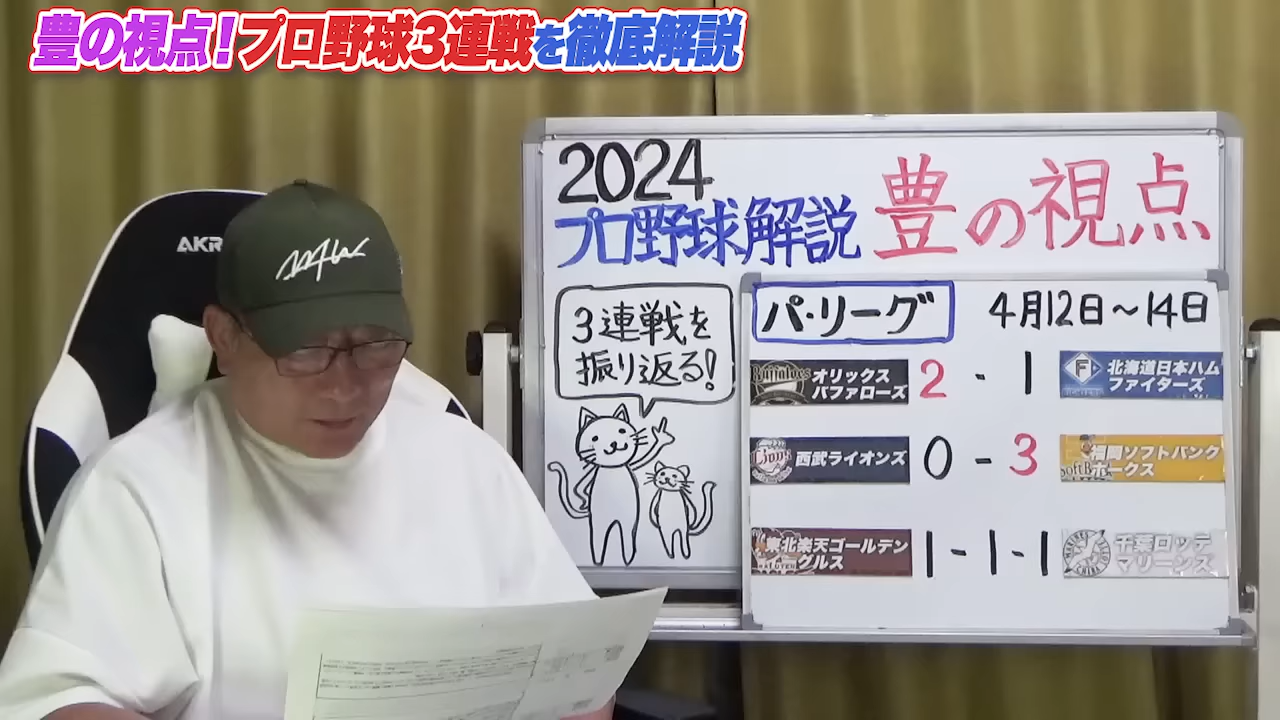 豊の視点!プロ野球3連戦を徹底解説
AKR
2024
プロ野球解説 豊の視点
3連戦を
振り返る!
パ・リーグ 4月12日~14日
Buffaloes
オリックス
バファローズ
2 - 1
F
北海道日本ハム
ファイターズ
Lions
西武ライオンズ
0 - 3
福岡ソフトバンク
ホークス
東北楽天ゴールデン
グルス
1 - 1 - 1
千葉ロッテ
マリーンズ